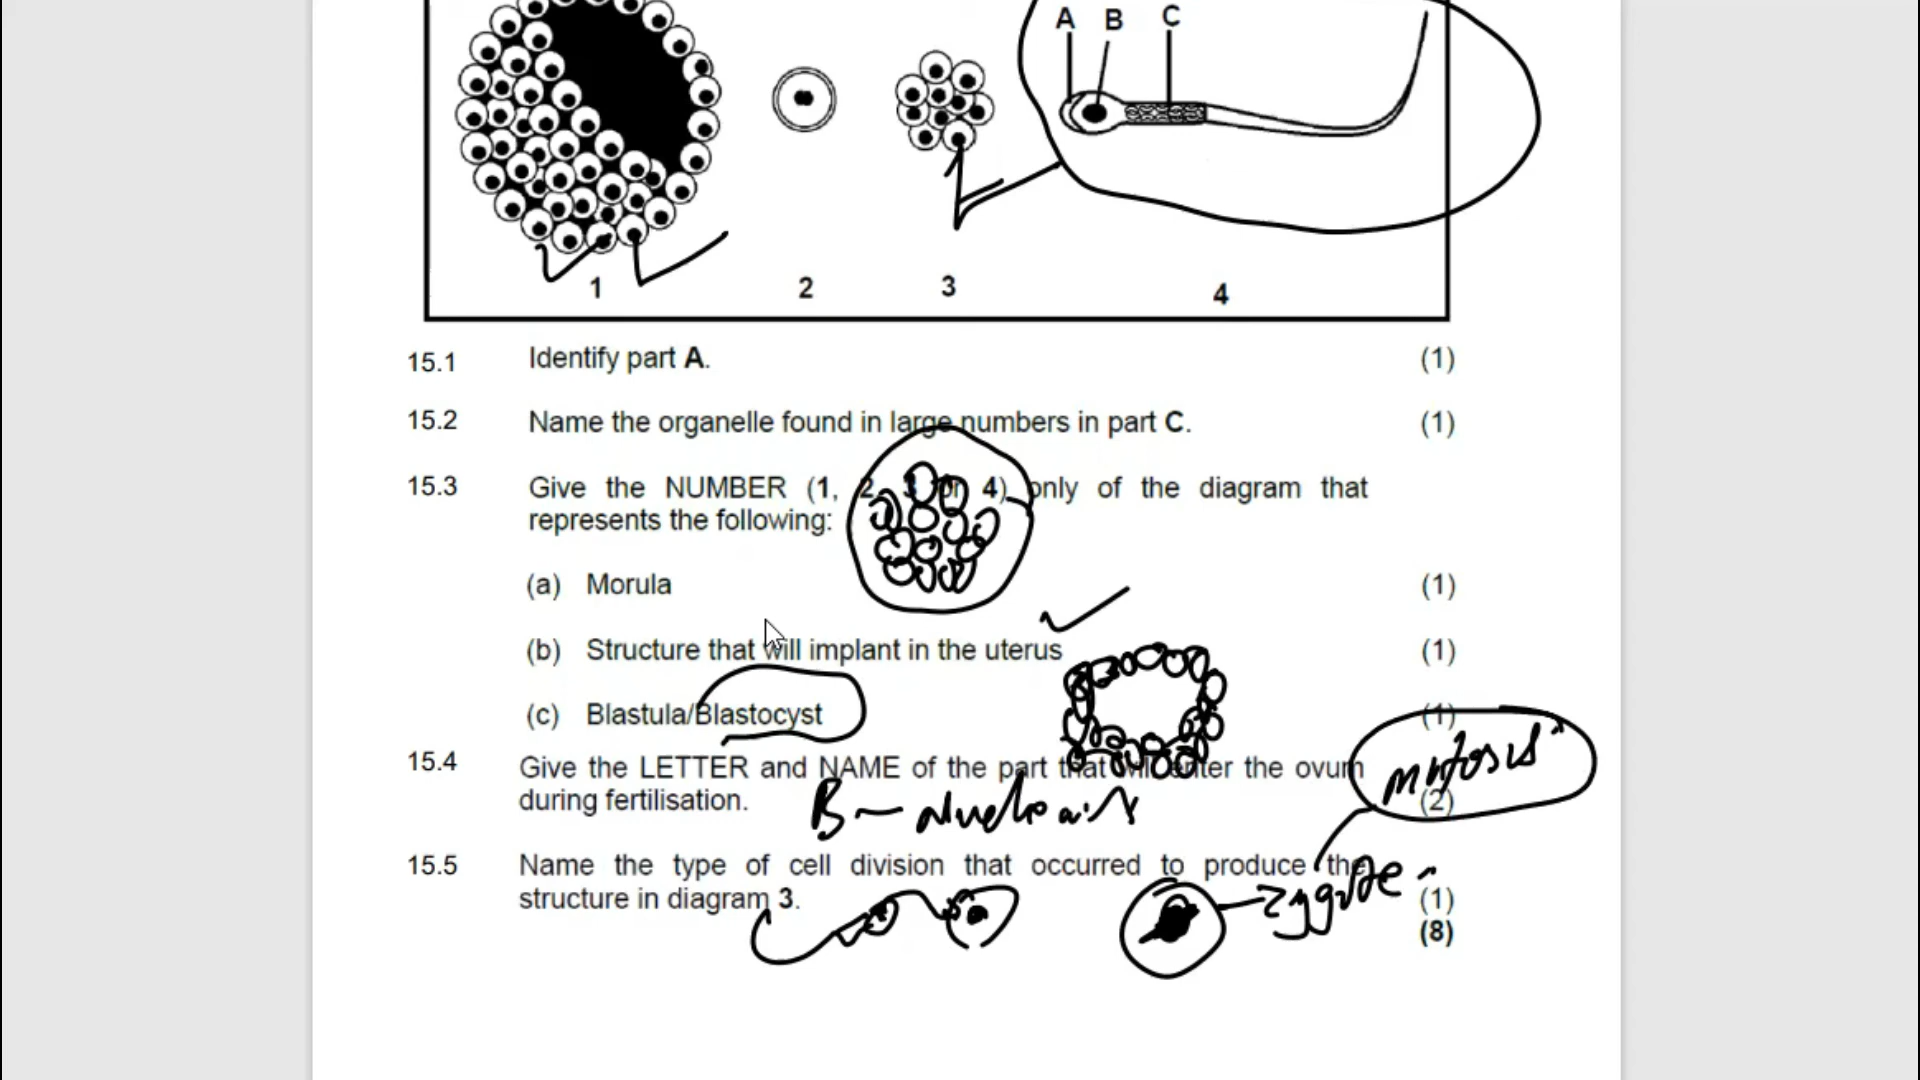 A B C
1 2 3 4
15.1 Identify part A. (1)
15.2 Name the organelle found in large numbers in part C. (1)
15.3 Give the NUMBER (1, 2, 3 or 4) only of the diagram that
represents the following:
(a) Morula (1)
(b) Structure that will implant in the uterus (1)
(c) Blastula/Blastocyst (1)
mitosis
15.4 Give the LETTER and NAME of the part that will enter the ovum
during fertilisation. (2)
B –
15.5 Name the type of cell division that occurred to produce the
structure in diagram 3. (1)
zygote
(8)